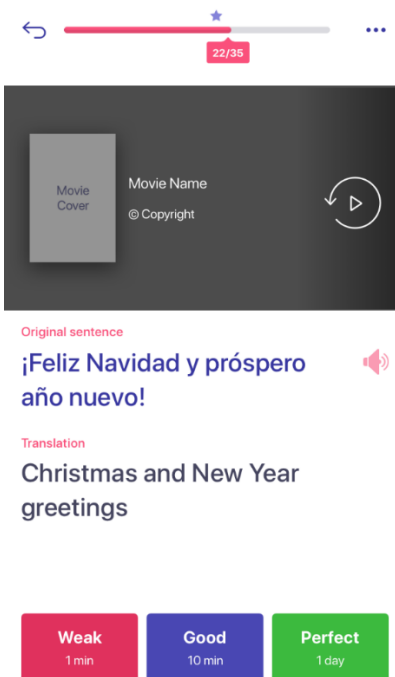 22/35
Movie
Cover
Movie Name
© Copyright
Original sentence
¡Feliz Navidad y próspero
año nuevo!
Translation
Christmas and New Year
greetings
Weak
1 min
Good
10 min
Perfect
1 day